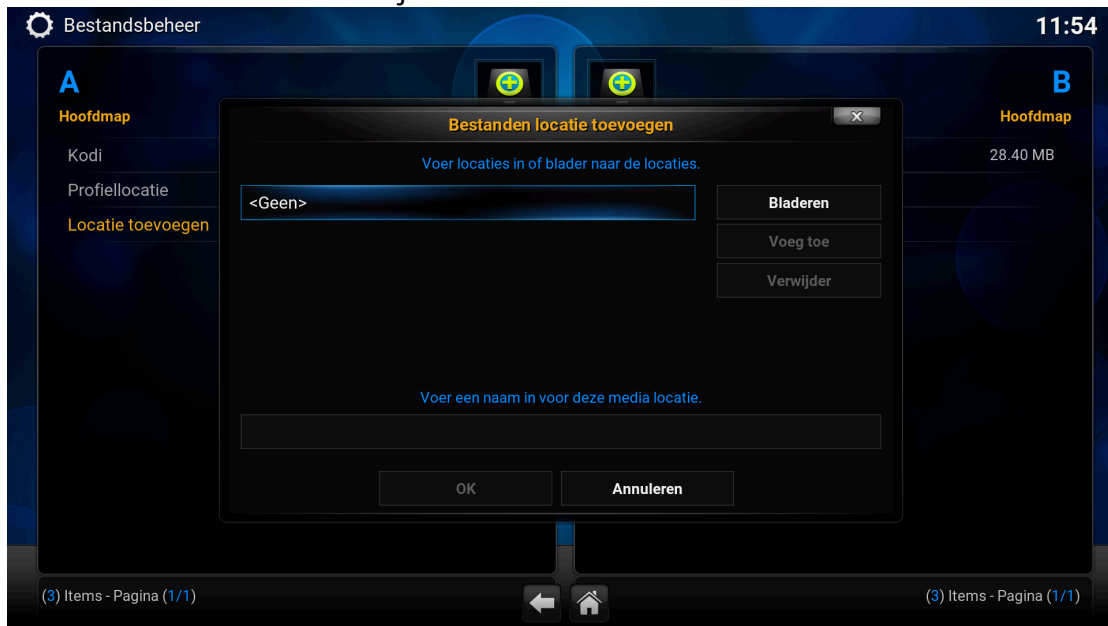 Bestandsbeheer
11:54
A
B
Hoofdmap
Hoofdmap
Kodi
28.40 MB
Profiellocatie
Locatie toevoegen
Bestanden locatie toevoegen
Voer locaties in of blader naar de locaties.
<Geen>
Bladeren
Voeg toe
Verwijder
Voer een naam in voor deze media locatie.
OK
Annuleren
(3) Items - Pagina (1/1)
(3) Items - Pagina (1/1)